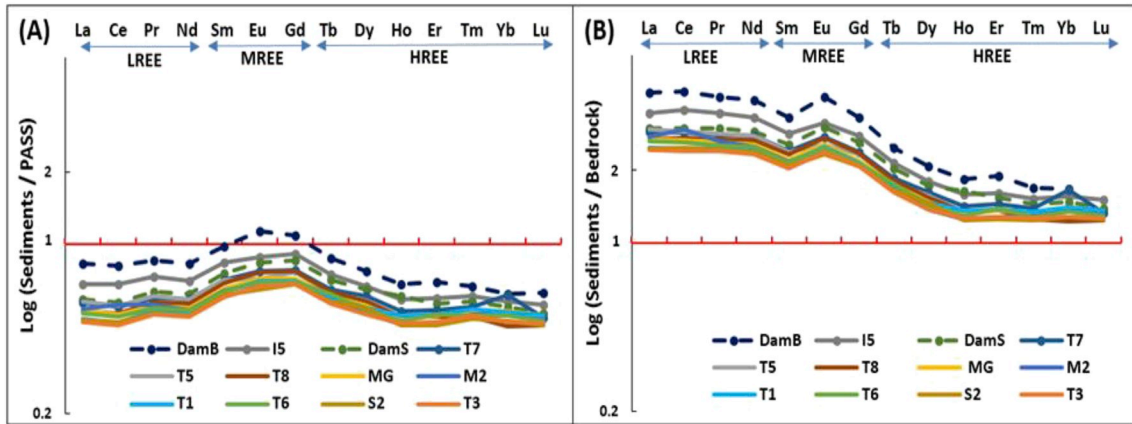 (A)
La Ce Pr Nd Sm Eu Gd Tb Dy Ho Er Tm Yb Lu
LREE MREE HREE
Log (Sediments / PASS)
2
1
0.2
DamB I5 DamS T7
T5 T8 MG M2
T1 T6 S2 T3
(B)
La Ce Pr Nd Sm Eu Gd Tb Dy Ho Er Tm Yb Lu
LREE MREE HREE
Log (Sediments / Bedrock)
2
1
0.2
DamB I5 DamS T7
T5 T8 MG M2
T1 T6 S2 T3